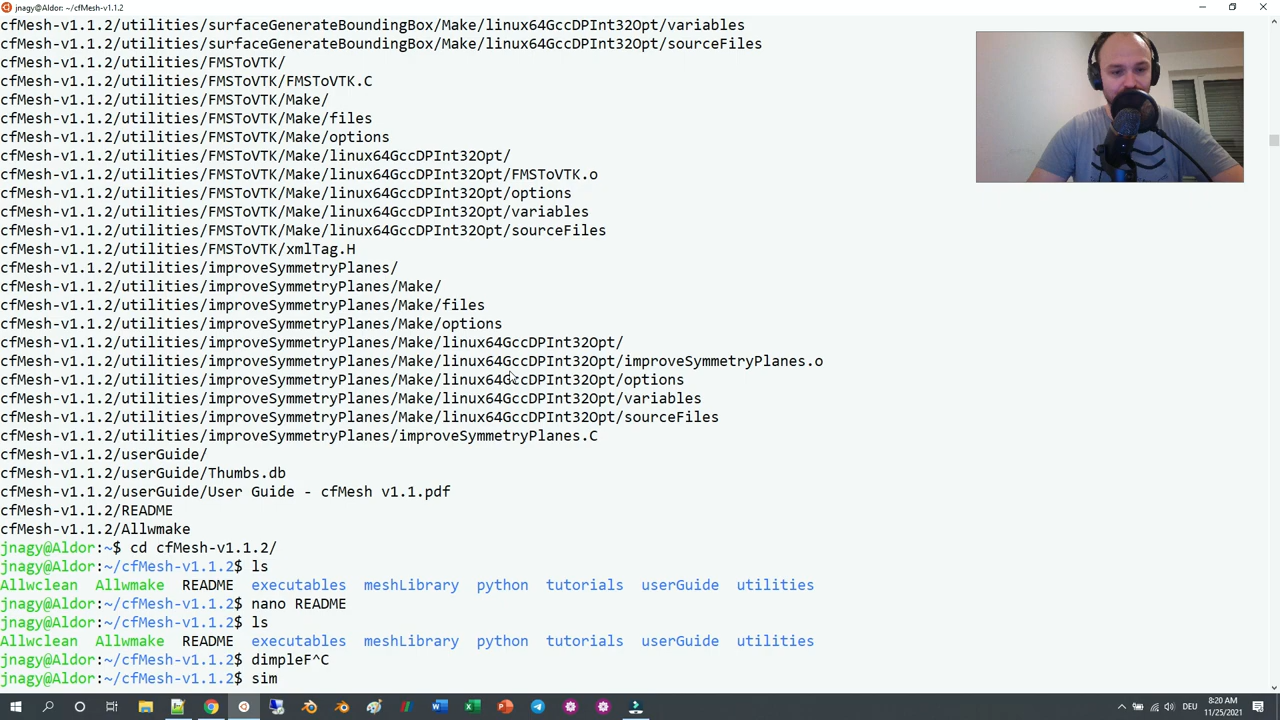 jnagy@Aldor: ~/cfMesh-v1.1.2
cfMesh-v1.1.2/utilities/surfaceGenerateBoundingBox/Make/linux64GccDPInt32Opt/variables
cfMesh-v1.1.2/utilities/surfaceGenerateBoundingBox/Make/linux64GccDPInt32Opt/sourceFiles
cfMesh-v1.1.2/utilities/FMSToVTK/
cfMesh-v1.1.2/utilities/FMSToVTK/FMSToVTK.C
cfMesh-v1.1.2/utilities/FMSToVTK/Make/
cfMesh-v1.1.2/utilities/FMSToVTK/Make/files
cfMesh-v1.1.2/utilities/FMSToVTK/Make/options
cfMesh-v1.1.2/utilities/FMSToVTK/Make/linux64GccDPInt32Opt/
cfMesh-v1.1.2/utilities/FMSToVTK/Make/linux64GccDPInt32Opt/FMSToVTK.o
cfMesh-v1.1.2/utilities/FMSToVTK/Make/linux64GccDPInt32Opt/options
cfMesh-v1.1.2/utilities/FMSToVTK/Make/linux64GccDPInt32Opt/variables
cfMesh-v1.1.2/utilities/FMSToVTK/Make/linux64GccDPInt32Opt/sourceFiles
cfMesh-v1.1.2/utilities/FMSToVTK/xmlTag.H
cfMesh-v1.1.2/utilities/improveSymmetryPlanes/
cfMesh-v1.1.2/utilities/improveSymmetryPlanes/Make/
cfMesh-v1.1.2/utilities/improveSymmetryPlanes/Make/files
cfMesh-v1.1.2/utilities/improveSymmetryPlanes/Make/options
cfMesh-v1.1.2/utilities/improveSymmetryPlanes/Make/linux64GccDPInt32Opt/
cfMesh-v1.1.2/utilities/improveSymmetryPlanes/Make/linux64GccDPInt32Opt/improveSymmetryPlanes.o
cfMesh-v1.1.2/utilities/improveSymmetryPlanes/Make/linux64GccDPInt32Opt/options
cfMesh-v1.1.2/utilities/improveSymmetryPlanes/Make/linux64GccDPInt32Opt/variables
cfMesh-v1.1.2/utilities/improveSymmetryPlanes/Make/linux64GccDPInt32Opt/sourceFiles
cfMesh-v1.1.2/utilities/improveSymmetryPlanes/improveSymmetryPlanes.C
cfMesh-v1.1.2/userGuide/
cfMesh-v1.1.2/userGuide/Thumbs.db
cfMesh-v1.1.2/userGuide/User Guide - cfMesh v1.1.pdf
cfMesh-v1.1.2/README
cfMesh-v1.1.2/Allwmake
jnagy@Aldor:~$ cd cfMesh-v1.1.2/
jnagy@Aldor:~/cfMesh-v1.1.2$ ls
Allwclean Allwmake README executables meshLibrary python tutorials userGuide utilities
jnagy@Aldor:~/cfMesh-v1.1.2$ nano README
jnagy@Aldor:~/cfMesh-v1.1.2$ ls
Allwclean Allwmake README executables meshLibrary python tutorials userGuide utilities
jnagy@Aldor:~/cfMesh-v1.1.2$ dimpleF^C
jnagy@Aldor:~/cfMesh-v1.1.2$ sim
DEU
8:20 AM
11/25/2021